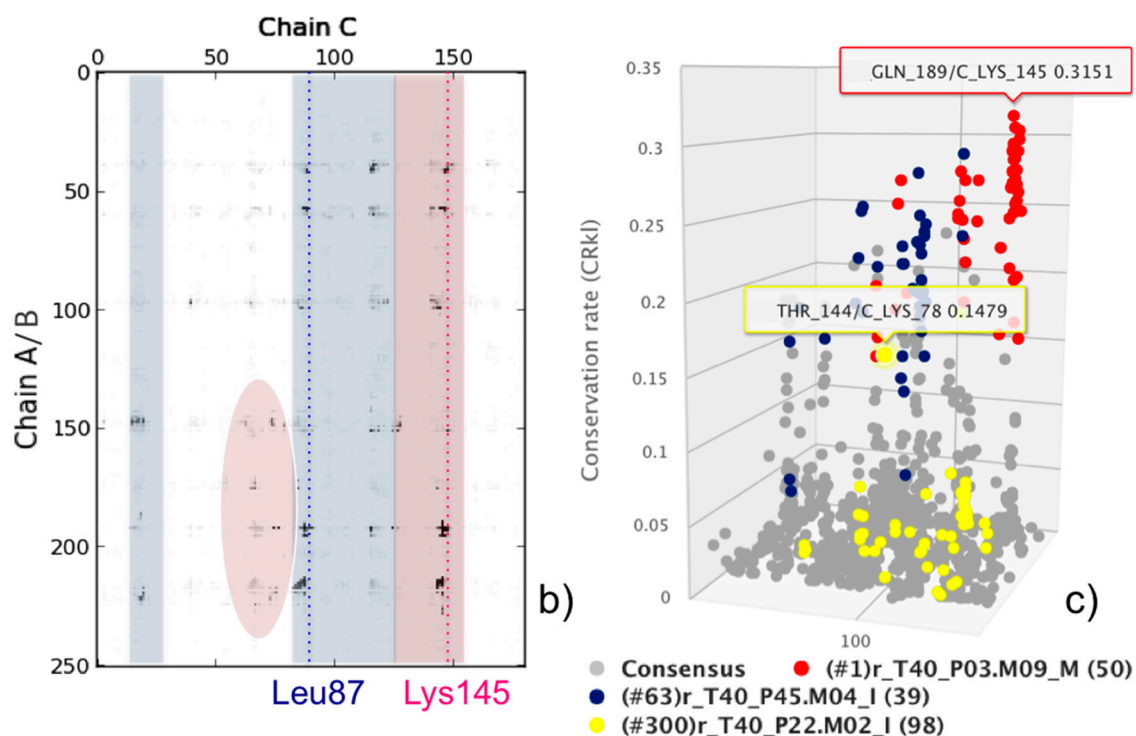 Chain C
0 50 100 150
0
50
100
150
200
250
Chain A/B
Leu87 Lys145
b)
GLN_189/C_LYS_145 0.3151
THR_144/C_LYS_78 0.1479
0.35
0.3
0.25
0.2
0.15
0.1
0.05
0
Conservation rate (CRkl)
100
c)
Consensus (#1)r_T40_P03.M09_M (50)
(#63)r_T40_P45.M04_I (39)
(#300)r_T40_P22.M02_I (98)